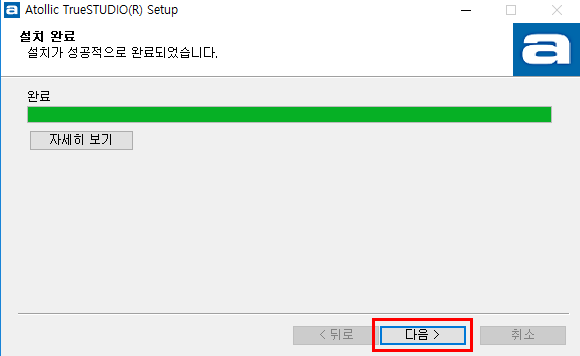 a Atollic TrueSTUDIO(R) Setup
설치 완료
설치가 성공적으로 완료되었습니다.
a
완료
자세히 보기
< 뒤로
다음 >
취소